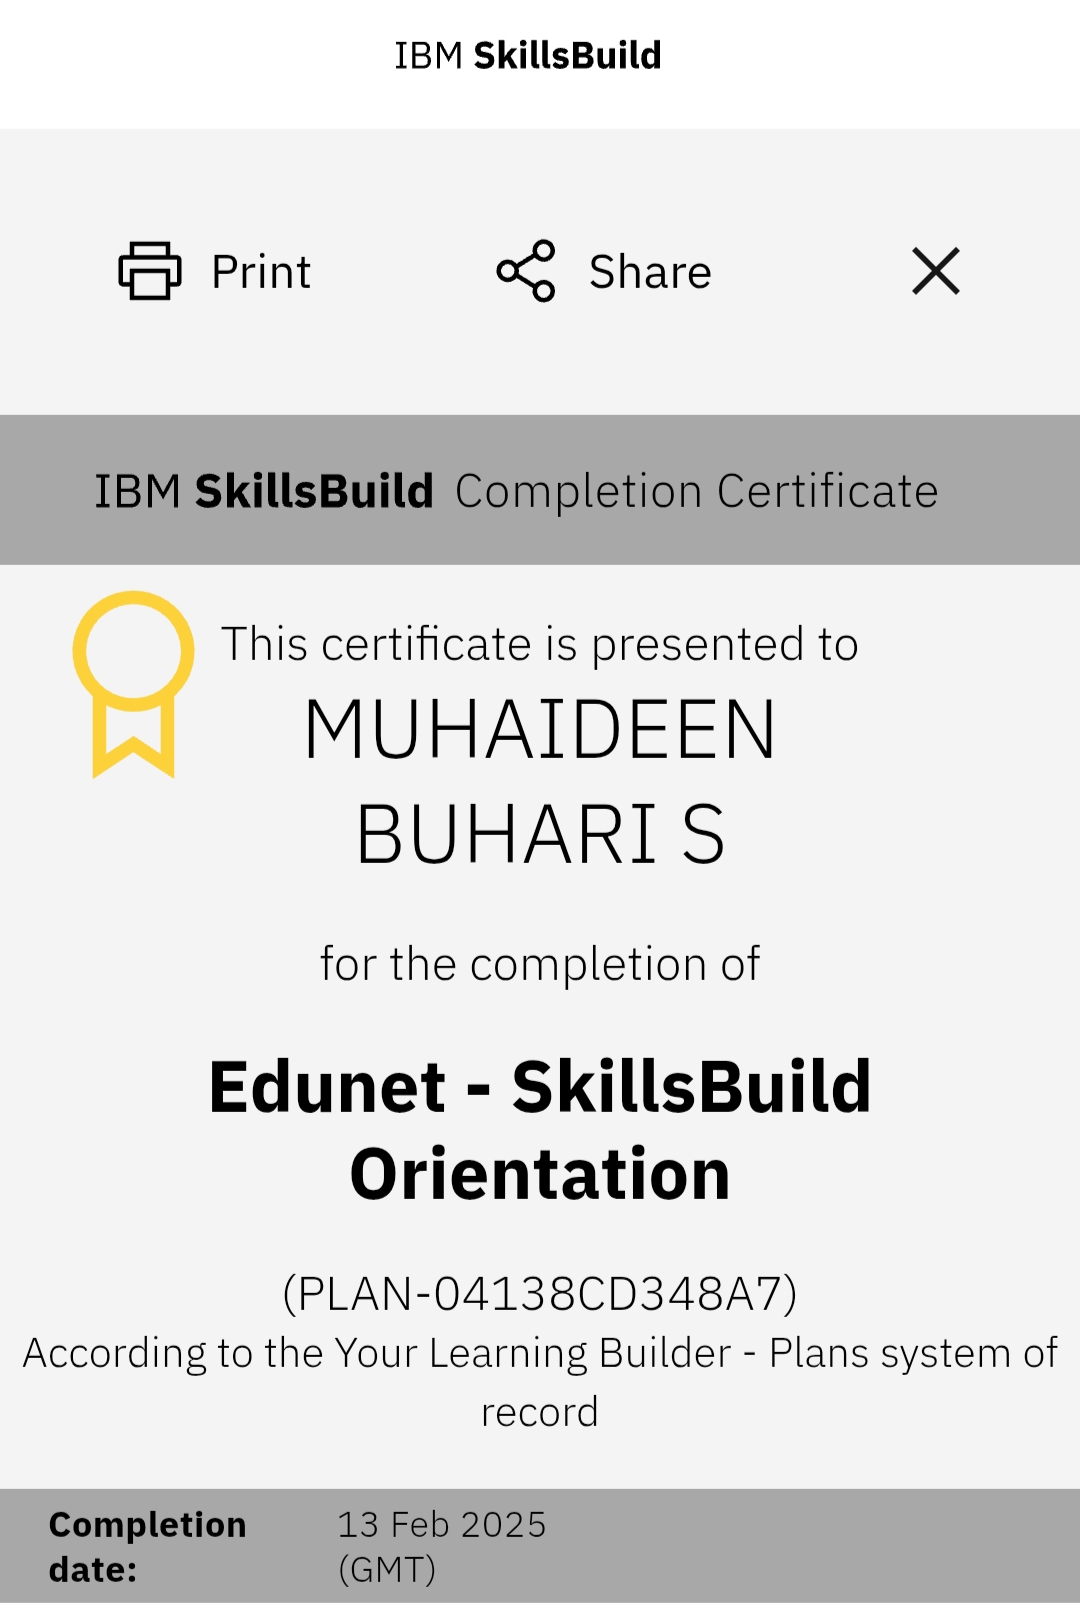 IBM SkillsBuild
Print
Share
IBM SkillsBuild Completion Certificate
This certificate is presented to
MUHAIDEEN
BUHARI S
for the completion of
Edunet - SkillsBuild
Orientation
(PLAN-04138CD348A7)
According to the Your Learning Builder - Plans system of
record
Completion
date:
13 Feb 2025
(GMT)